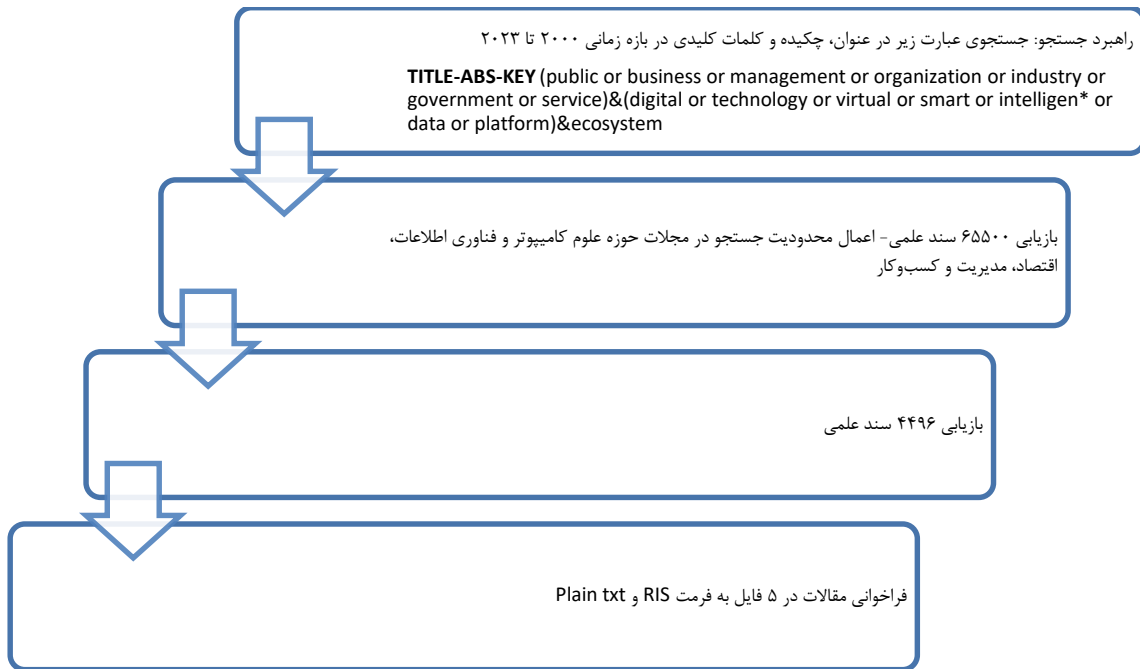 راهبرد جستجو: جستجوی عبارت زیر در عنوان، چکیده و کلمات کلیدی در بازه زمانی ۲۰۰۰ تا ۲۰۲۳
TITLE-ABS-KEY (public or business or management or organization or industry or
government or service)&(digital or technology or virtual or smart or intelligen* or
data or platform)&ecosystem
بازیابی ۶۵۵۰۰ سند علمی- اعمال محدودیت جستجو در مجلات حوزه علوم کامیپوتر و فناوری اطلاعات،
اقتصاد، مدیریت و کسب‌وکار
بازیابی ۴۴۹۶ سند علمی
فراخوانی مقالات در ۵ فایل به فرمت RIS و Plain txt